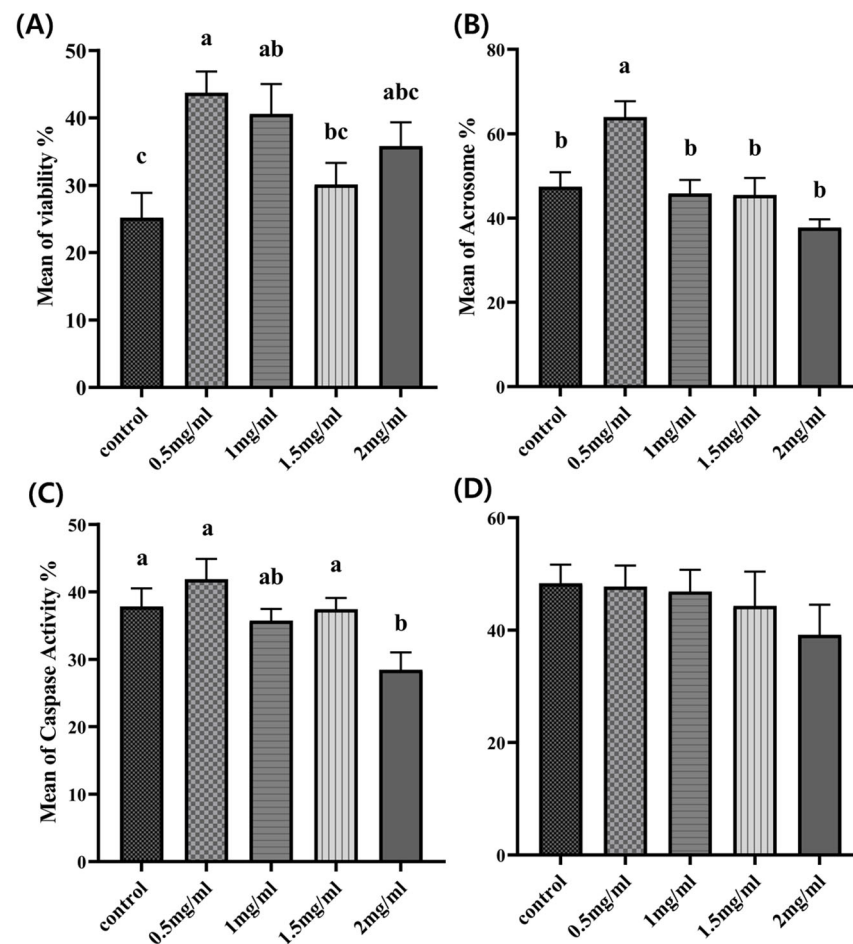 (A)
Mean of viability %
50
40
30
20
10
0
c
a
ab
bc
abc
control
0.5mg/ml
1mg/ml
1.5mg/ml
2mg/ml
(B)
Mean of Acrosome %
80
60
40
20
0
b
a
b
b
b
control
0.5mg/ml
1mg/ml
1.5mg/ml
2mg/ml
(C)
Mean of Caspase Activity %
50
40
30
20
10
0
a
a
ab
a
b
control
0.5mg/ml
1mg/ml
1.5mg/ml
2mg/ml
(D)
60
40
20
0
control
0.5mg/ml
1mg/ml
1.5mg/ml
2mg/ml